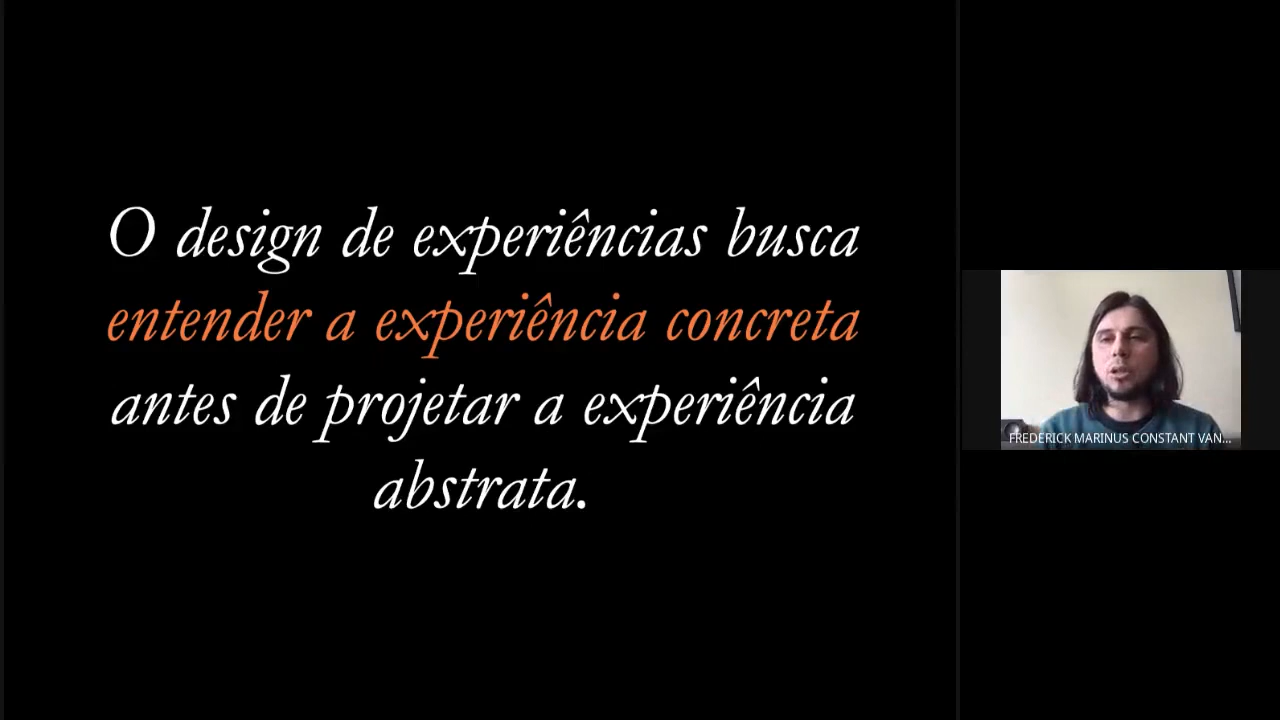 O design de experiências busca
entender a experiência concreta
antes de projetar a experiência
abstrata.
FREDERICK MARINUS CONSTANT VAN...